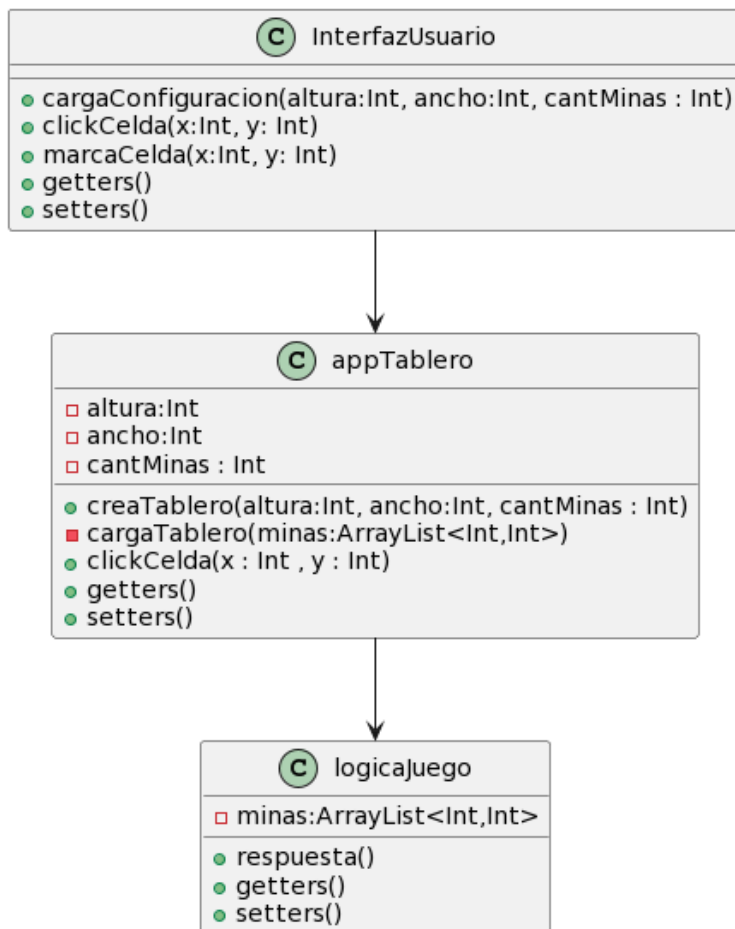 C InterfazUsuario
cargaConfiguracion(altura:Int, ancho:Int, cantMinas : Int)
clickCelda(x:Int, y: Int)
marcaCelda(x:Int, y: Int)
getters()
setters()
C appTablero
altura:Int
ancho:Int
cantMinas : Int
creaTablero(altura:Int, ancho:Int, cantMinas : Int)
cargaTablero(minas:ArrayList<Int,Int>)
clickCelda(x : Int , y : Int)
getters()
setters()
C logicaJuego
minas:ArrayList<Int,Int>
respuesta()
getters()
setters()